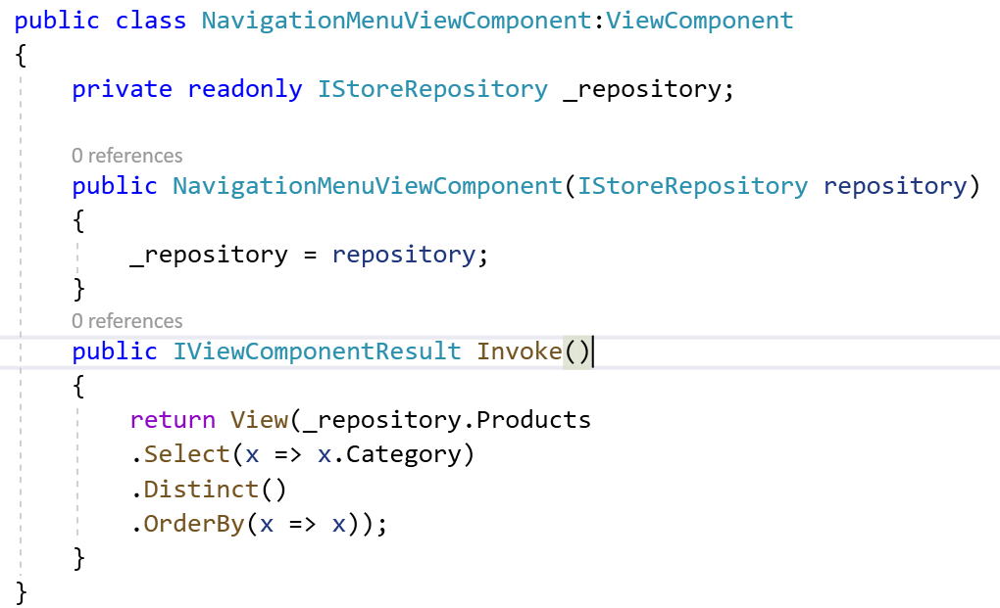 public class NavigationMenuViewComponent:ViewComponent
{
    private readonly IStoreRepository _repository;

    0 references
    public NavigationMenuViewComponent(IStoreRepository repository)
    {
        _repository = repository;
    }
    0 references
    public IViewComponentResult Invoke()
    {
        return View(_repository.Products
        .Select(x => x.Category)
        .Distinct()
        .OrderBy(x => x));
    }
}